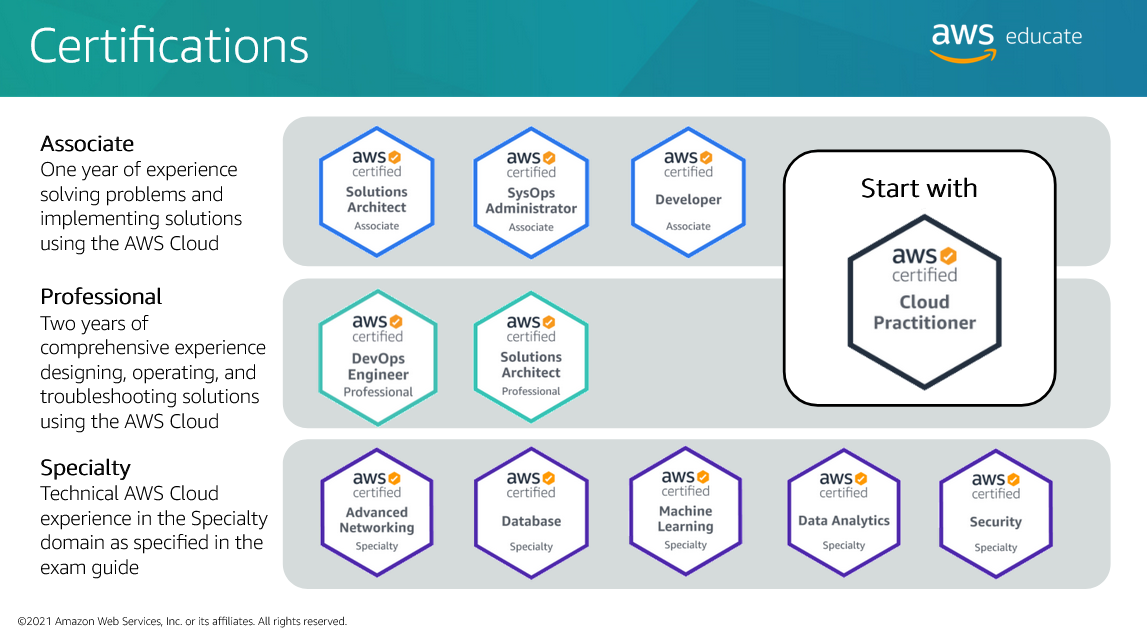 Certifications
aws educate
Associate
One year of experience
solving problems and
implementing solutions
using the AWS Cloud
aws
certified
Solutions
Architect
Associate
aws
certified
SysOps
Administrator
Associate
aws
certified
Developer
Associate
Start with
aws
certified
Cloud
Practitioner
Professional
Two years of
comprehensive experience
designing, operating, and
troubleshooting solutions
using the AWS Cloud
aws
certified
DevOps
Engineer
Professional
aws
certified
Solutions
Architect
Professional
Specialty
Technical AWS Cloud
experience in the Specialty
domain as specified in the
exam guide
aws
certified
Advanced
Networking
Specialty
aws
certified
Database
Specialty
aws
certified
Machine
Learning
Specialty
aws
certified
Data Analytics
Specialty
aws
certified
Security
Specialty
©2021 Amazon Web Services, Inc. or its affiliates. All rights reserved.